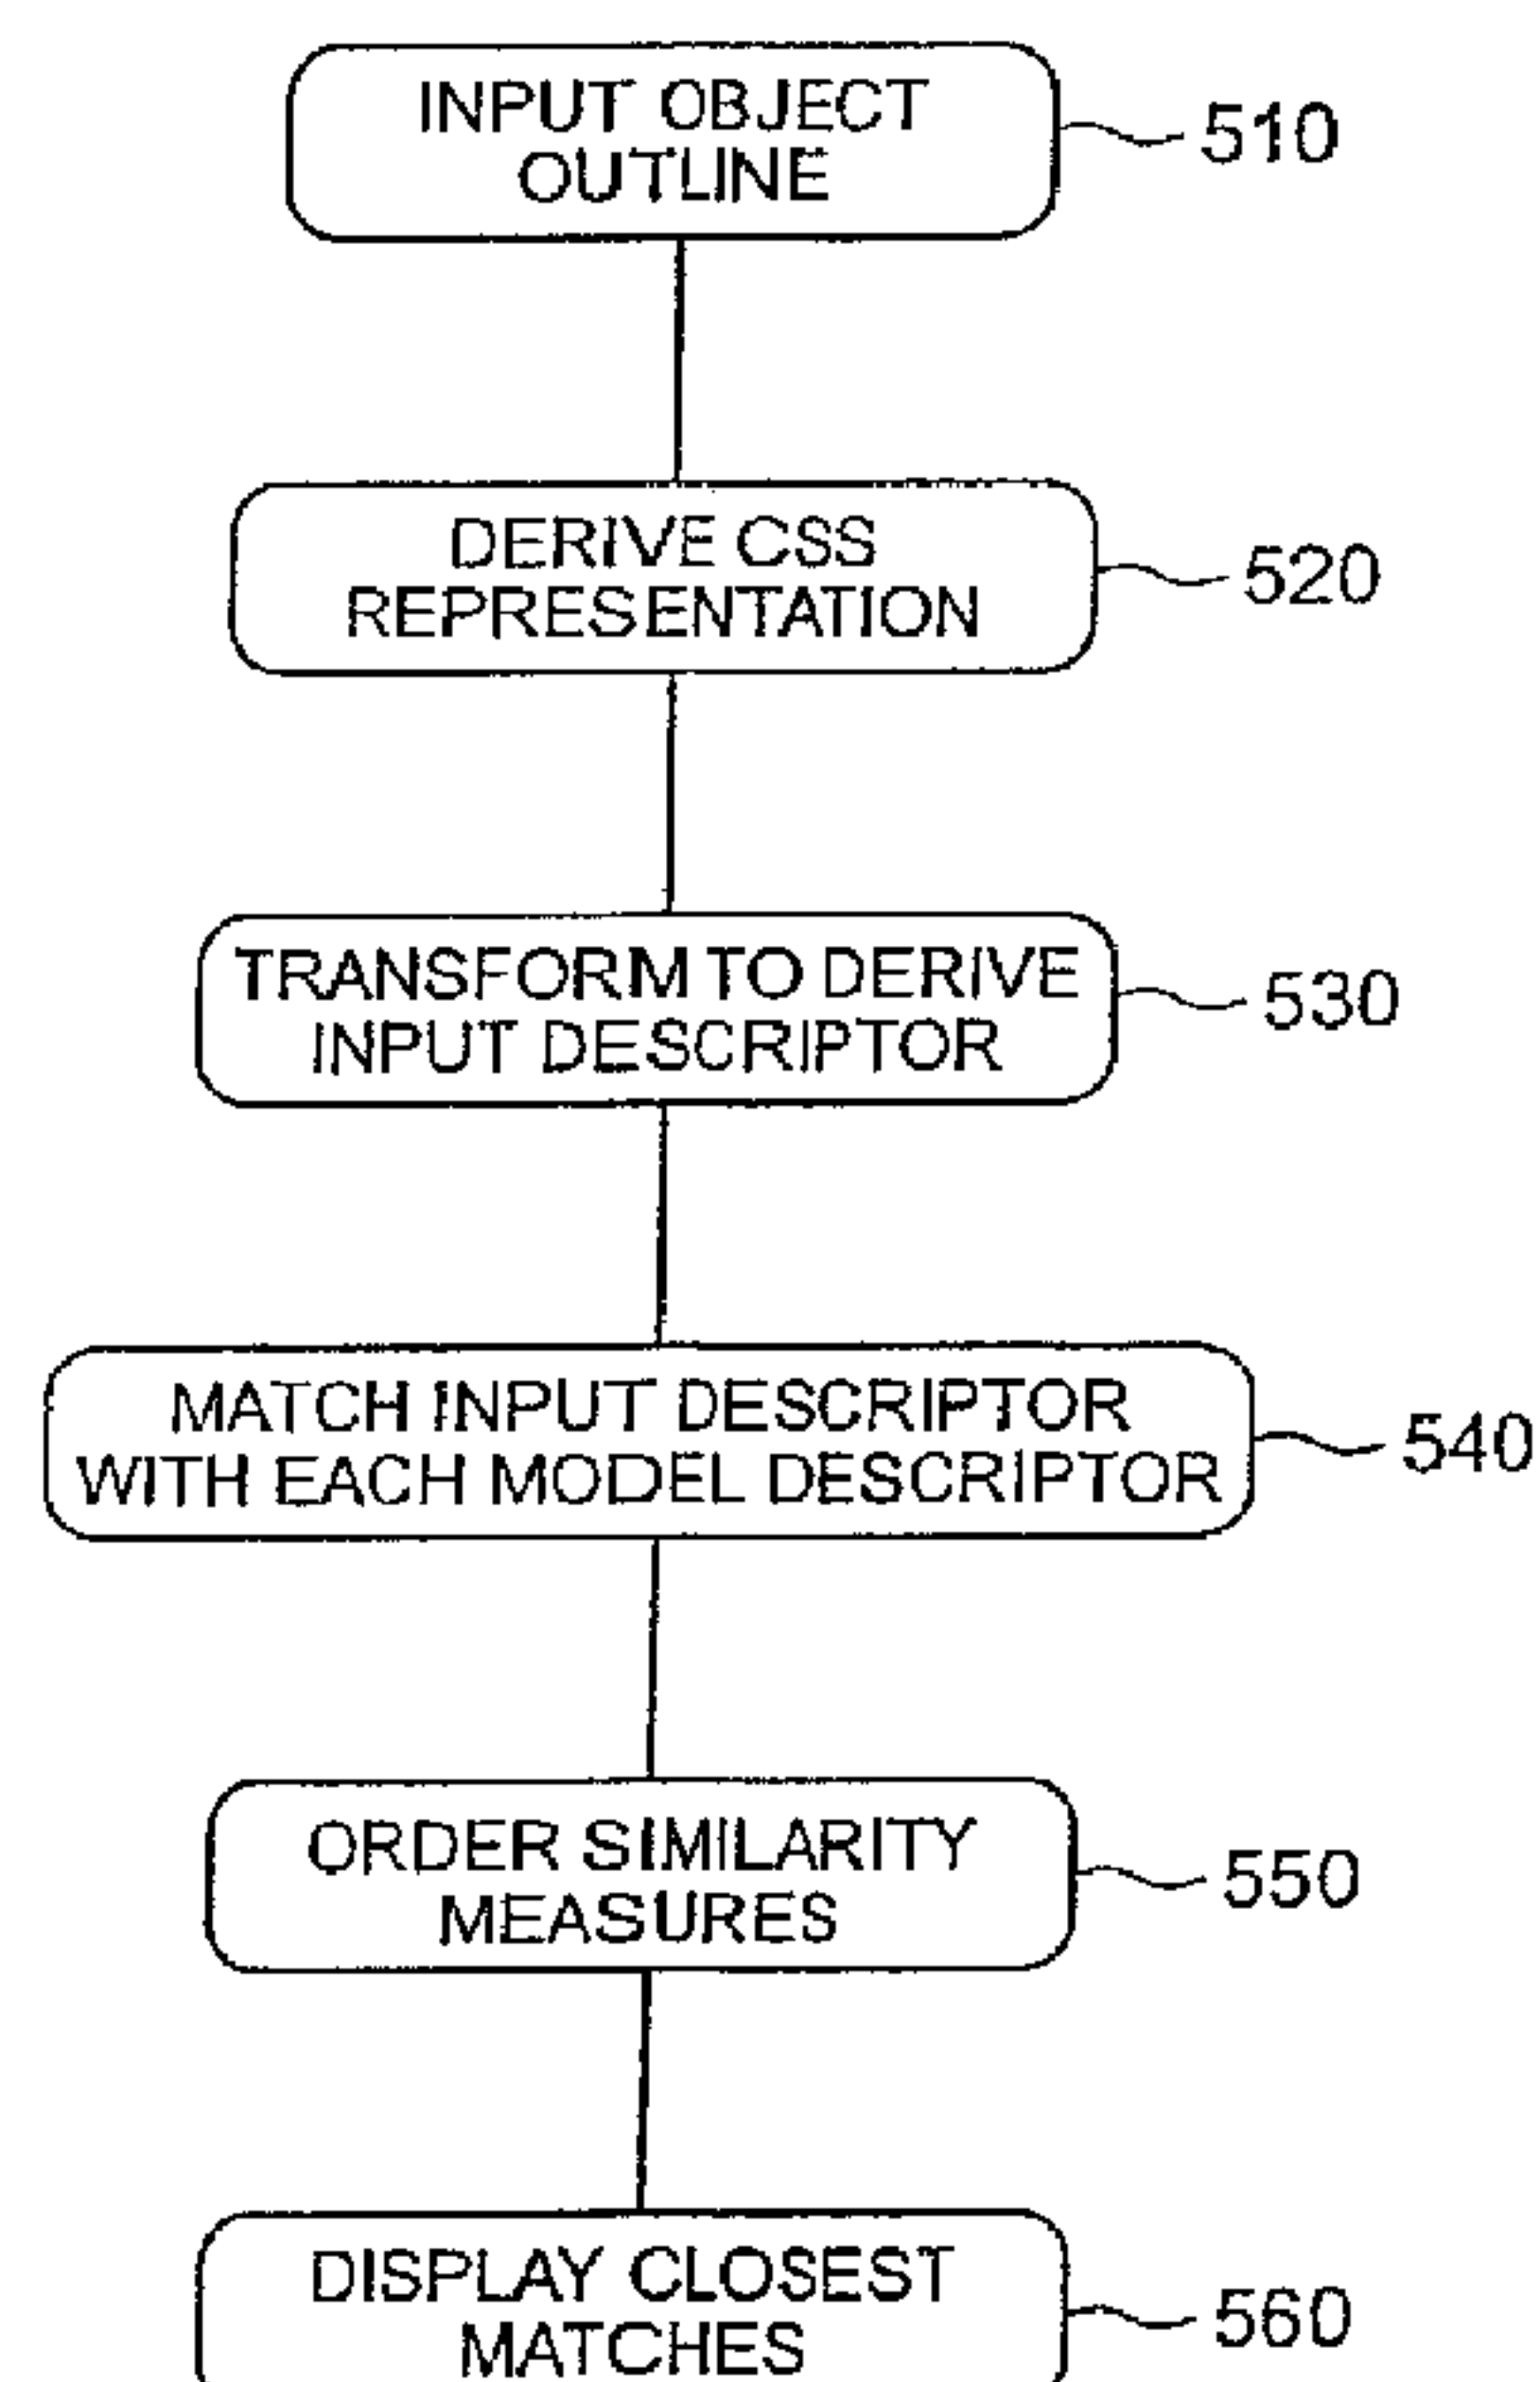 INPUT OBJECT
OUTLINE
510
DERIVE CSS
REPRESENTATION
520
TRANSFORM TO DERIVE
INPUT DESCRIPTOR
530
MATCH INPUT DESCRIPTOR
WITH EACH MODEL DESCRIPTOR
540
ORDER SIMILARITY
MEASURES
550
DISPLAY CLOSEST
MATCHES
560